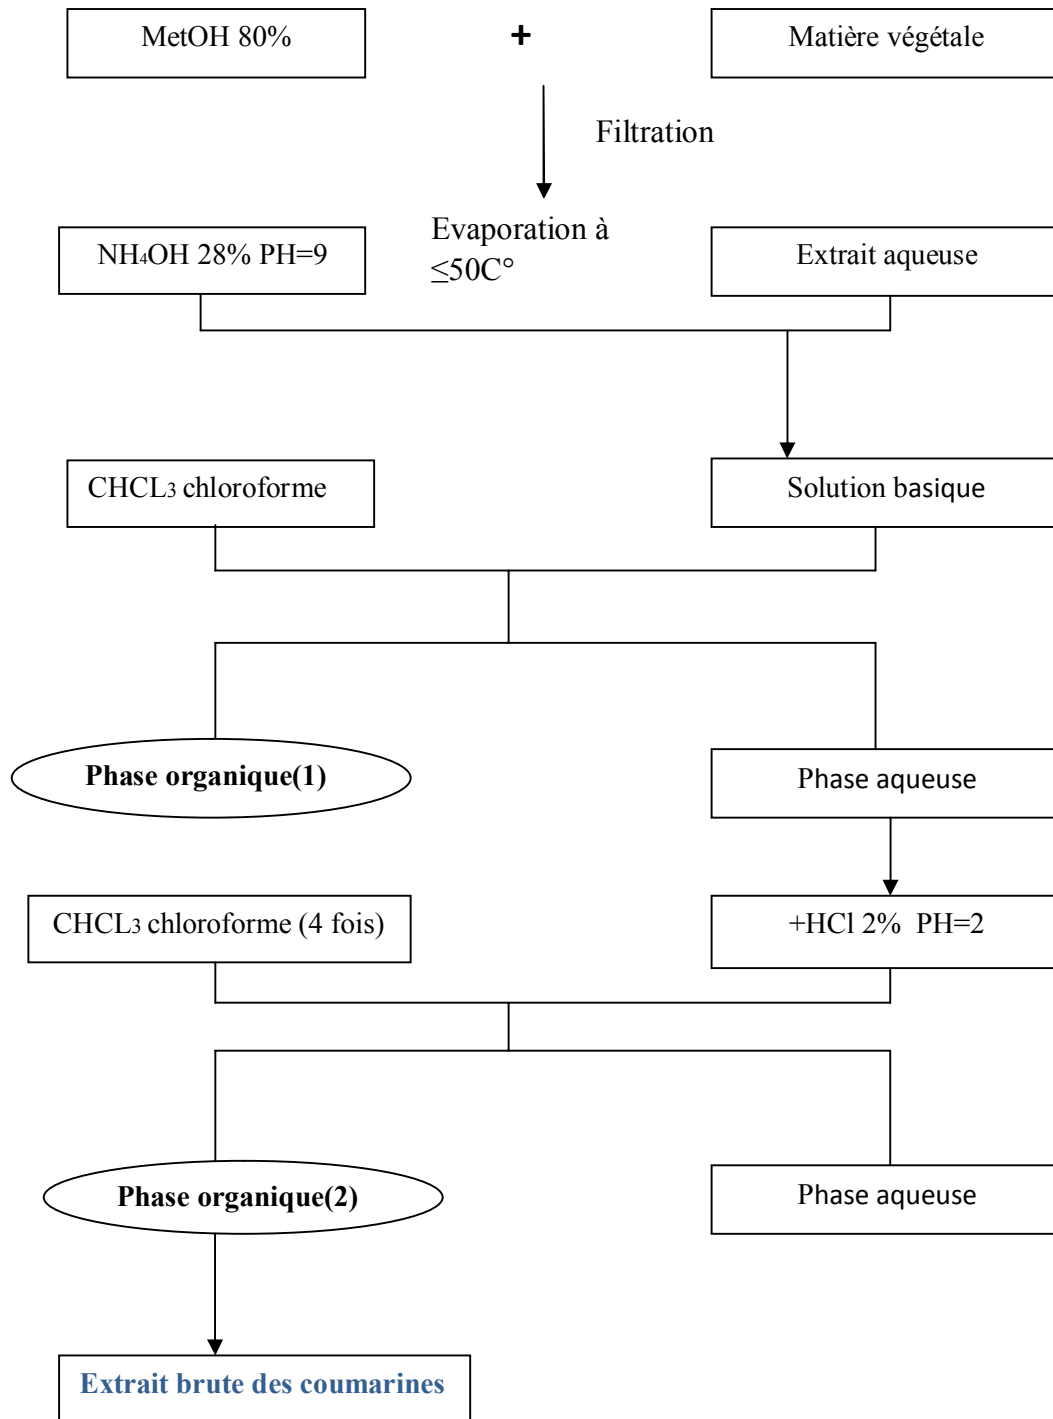 MetOH 80%
+
Matière végétale
Filtration
NH₄OH 28% PH=9
Evaporation à
≤50C°
Extrait aqueuse
CHCL₃ chloroforme
Solution basique
Phase organique(1)
Phase aqueuse
CHCL₃ chloroforme (4 fois)
+HCl 2% PH=2
Phase organique(2)
Phase aqueuse
Extrait brute des coumarines